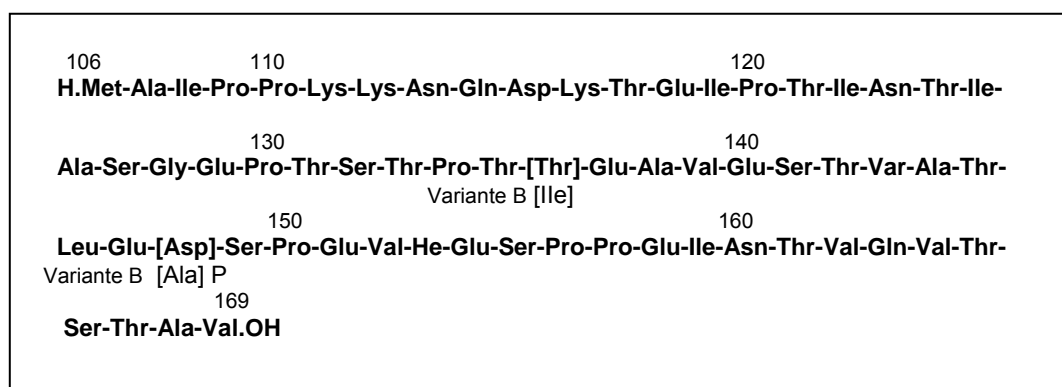 106 110 120
H.Met-Ala-Ile-Pro-Pro-Lys-Lys-Asn-Gln-Asp-Lys-Thr-Glu-Ile-Pro-Thr-Ile-Asn-Thr-Ile-
130 140
Ala-Ser-Gly-Glu-Pro-Thr-Ser-Thr-Pro-Thr-[Thr]-Glu-Ala-Val-Glu-Ser-Thr-Var-Ala-Thr-
Variante B [IIe]
150 160
Leu-Glu-[Asp]-Ser-Pro-Glu-Val-He-Glu-Ser-Pro-Pro-Glu-Ile-Asn-Thr-Val-Gln-Val-Thr-
Variante B [Ala] P
169
Ser-Thr-Ala-Val.OH